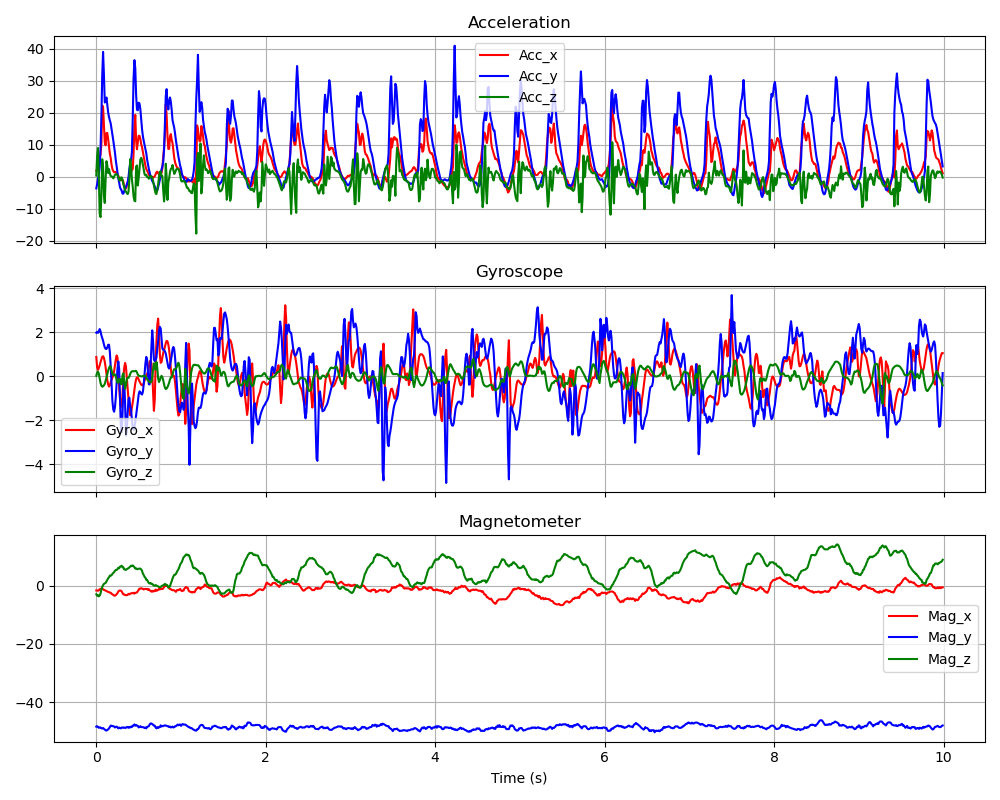 Acceleration
40
30
20
10
0
−10
−20
Acc_x
Acc_y
Acc_z
Gyroscope
4
2
0
−2
−4
Gyro_x
Gyro_y
Gyro_z
Magnetometer
0
−20
−40
Mag_x
Mag_y
Mag_z
0 2 4 6 8 10
Time (s)